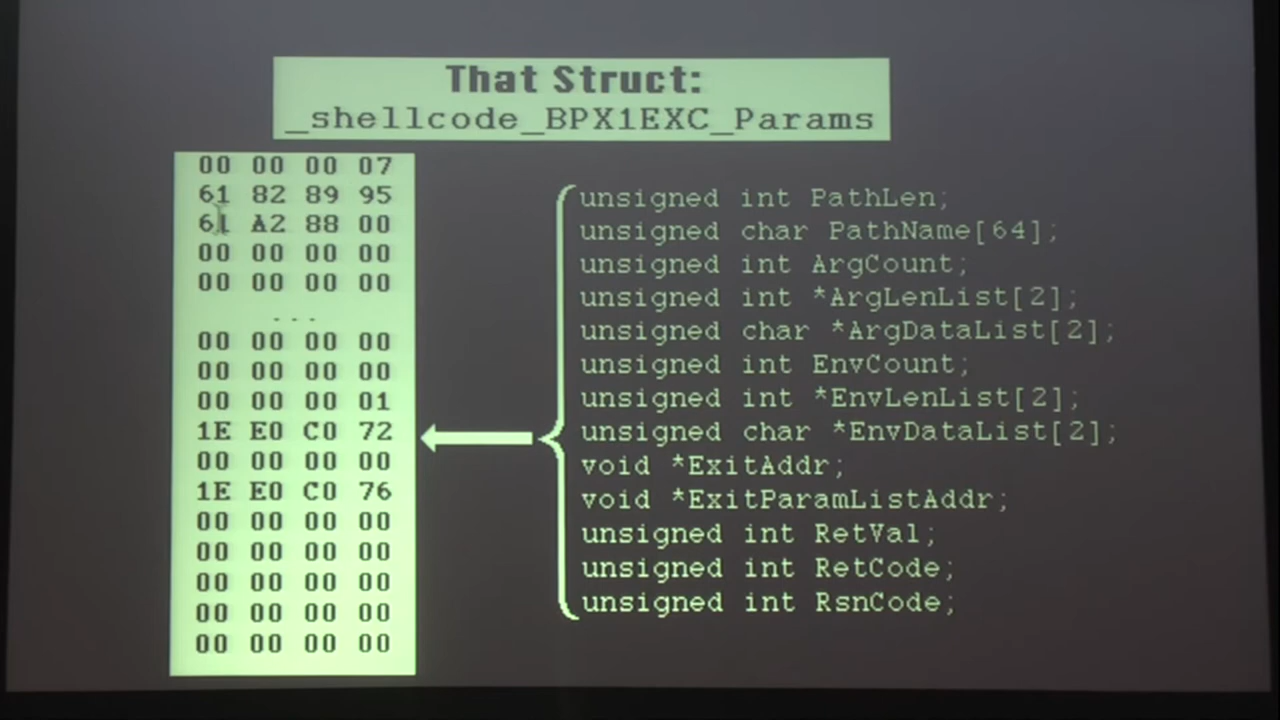 That Struct:
_shellcode_BPX1EXC_Params
00 00 00 07
61 82 89 95
61 A2 88 00
00 00 00 00
00 00 00 00
...
00 00 00 00
00 00 00 00
00 00 00 01
1E E0 C0 72
00 00 00 00
1E E0 C0 76
00 00 00 00
00 00 00 00
00 00 00 00
00 00 00 00
00 00 00 00
unsigned int PathLen;
unsigned char PathName[64];
unsigned int ArgCount;
unsigned int *ArgLenList[2];
unsigned char *ArgDataList[2];
unsigned int EnvCount;
unsigned int *EnvLenList[2];
unsigned char *EnvDataList[2];
void *ExitAddr;
void *ExitParamListAddr;
unsigned int RetVal;
unsigned int RetCode;
unsigned int RsnCode;